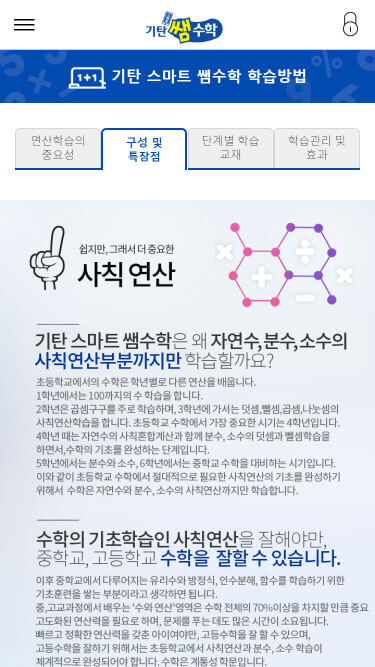 기탄 쌤 수학
1+1 기탄 스마트 쌤수학 학습방법
연산학습의
중요성
구성 및
특장점
단계별 학습
교재
학습관리 및
효과
쉽지만, 그래서 더 중요한
사칙 연산
기탄 스마트 쌤수학은 왜 자연수,분수,소수의
사칙연산부분까지만 학습할까요?
초등학교에서의 수학은 학년별로 다른 연산을 배웁니다.
1학년에서는 100까지의 수 학습을 합니다.
2학년은 곱셈구구를 주로 학습하며, 3학년에 가서는 덧셈,뺄셈,곱셈,나눗셈의
사칙연산학습을 합니다. 초등학교 수학에서 가장 중요한 시기는 4학년입니다.
4학년 때는 자연수의 사칙혼합계산과 함께 분수, 소수의 덧셈과 뺄셈학습을
하면서,수학의 기초를 완성하는 단계입니다.
5학년에서는 분수와 소수, 6학년에서는 중학교 수학을 대비하는 시기입니다.
이와 같이 초등학교 수학에서 절대적으로 필요한 사칙연산의 기초를 완성하기
위해서 수학은 자연수와 분수, 소수의 사칙연산까지만 학습합니다.
수학의 기초학습인 사칙연산을 잘해야만,
중학교, 고등학교 수학을 잘할 수 있습니다.
이후 중학교에서 다루어지는 유리수와 방정식, 인수분해, 함수를 학습하기 위한
기초훈련을 쌓는 부분이라고 생각하면 됩니다.
중,고교과정에서 배우는 '수와 연산'영역은 수학 전체의 70%이상을 차지할 만큼 중요
고도화된 연산력을 필요로 하며, 문제를 푸는 데도 많은 시간이 소요됩니다.
빠르고 정확한 연산력을 갖춘 아이여야만, 고등수학을 잘 할 수 있으며,
고등수학을 잘하기 위해서는 초등학교에서 사칙연산과 분수, 소수 학습이
체계적으로 완성되어야 합니다. 수학은 계통성 학문입니다.